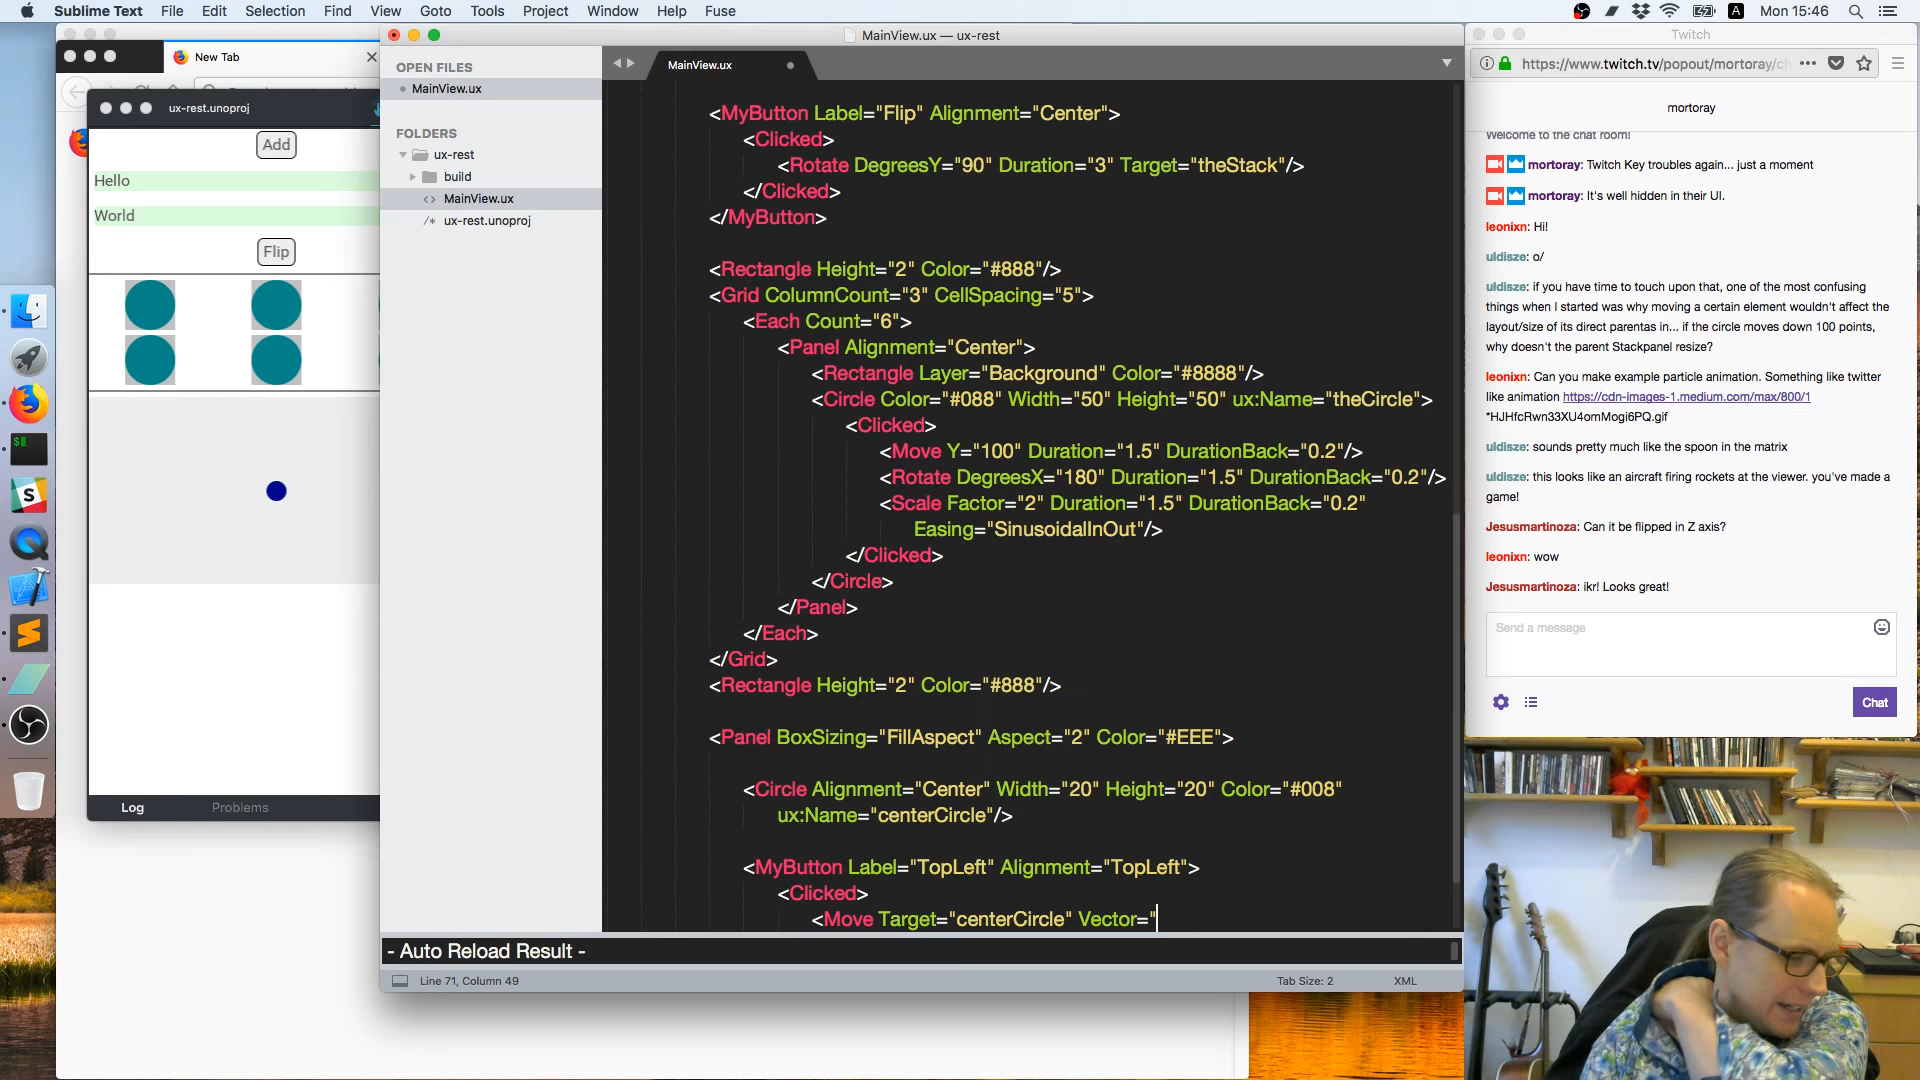 Sublime Text File Edit Selection Find View Goto Tools Project Window Help Fuse
A Mon 15:46
New Tab
ux-rest.unoproj
Add
Hello
World
Flip
Log Problems
MainView.ux — ux-rest
OPEN FILES
MainView.ux
FOLDERS
ux-rest
build
<> MainView.ux
/* ux-rest.unoproj
MainView.ux
<MyButton Label="Flip" Alignment="Center">
<Clicked>
<Rotate DegreesY="90" Duration="3" Target="theStack"/>
</Clicked>
</MyButton>
<Rectangle Height="2" Color="#888"/>
<Grid ColumnCount="3" CellSpacing="5">
<Each Count="6">
<Panel Alignment="Center">
<Rectangle Layer="Background" Color="#8888"/>
<Circle Color="#088" Width="50" Height="50" ux:Name="theCircle">
<Clicked>
<Move Y="100" Duration="1.5" DurationBack="0.2"/>
<Rotate DegreesX="180" Duration="1.5" DurationBack="0.2"/>
<Scale Factor="2" Duration="1.5" DurationBack="0.2"
Easing="SinusoidalInOut"/>
</Clicked>
</Circle>
</Panel>
</Each>
</Grid>
<Rectangle Height="2" Color="#888"/>
<Panel BoxSizing="FillAspect" Aspect="2" Color="#EEE">
<Circle Alignment="Center" Width="20" Height="20" Color="#008"
ux:Name="centerCircle"/>
<MyButton Label="TopLeft" Alignment="TopLeft">
<Clicked>
<Move Target="centerCircle" Vector="
- Auto Reload Result -
Line 71, Column 49
Tab Size: 2
XML
Twitch
https://www.twitch.tv/popout/mortoray/ch
mortoray
Welcome to the chat room!
mortoray: Twitch Key troubles again... just a moment
mortoray: It's well hidden in their UI.
leonixn: Hi!
uldisze: o/
uldisze: if you have time to touch upon that, one of the most confusing
things when I started was why moving a certain element wouldn't affect the
layout/size of its direct parentas in... if the circle moves down 100 points,
why doesn't the parent Stackpanel resize?
leonixn: Can you make example particle animation. Something like twitter
like animation https://cdn-images-1.medium.com/max/800/1
*HJHfcRwn33XU4omMogi6PQ.gif
uldisze: sounds pretty much like the spoon in the matrix
uldisze: this looks like an aircraft firing rockets at the viewer. you've made a
game!
Jesusmartinoza: Can it be flipped in Z axis?
leonixn: wow
Jesusmartinoza: ikr! Looks great!
Send a message
Chat